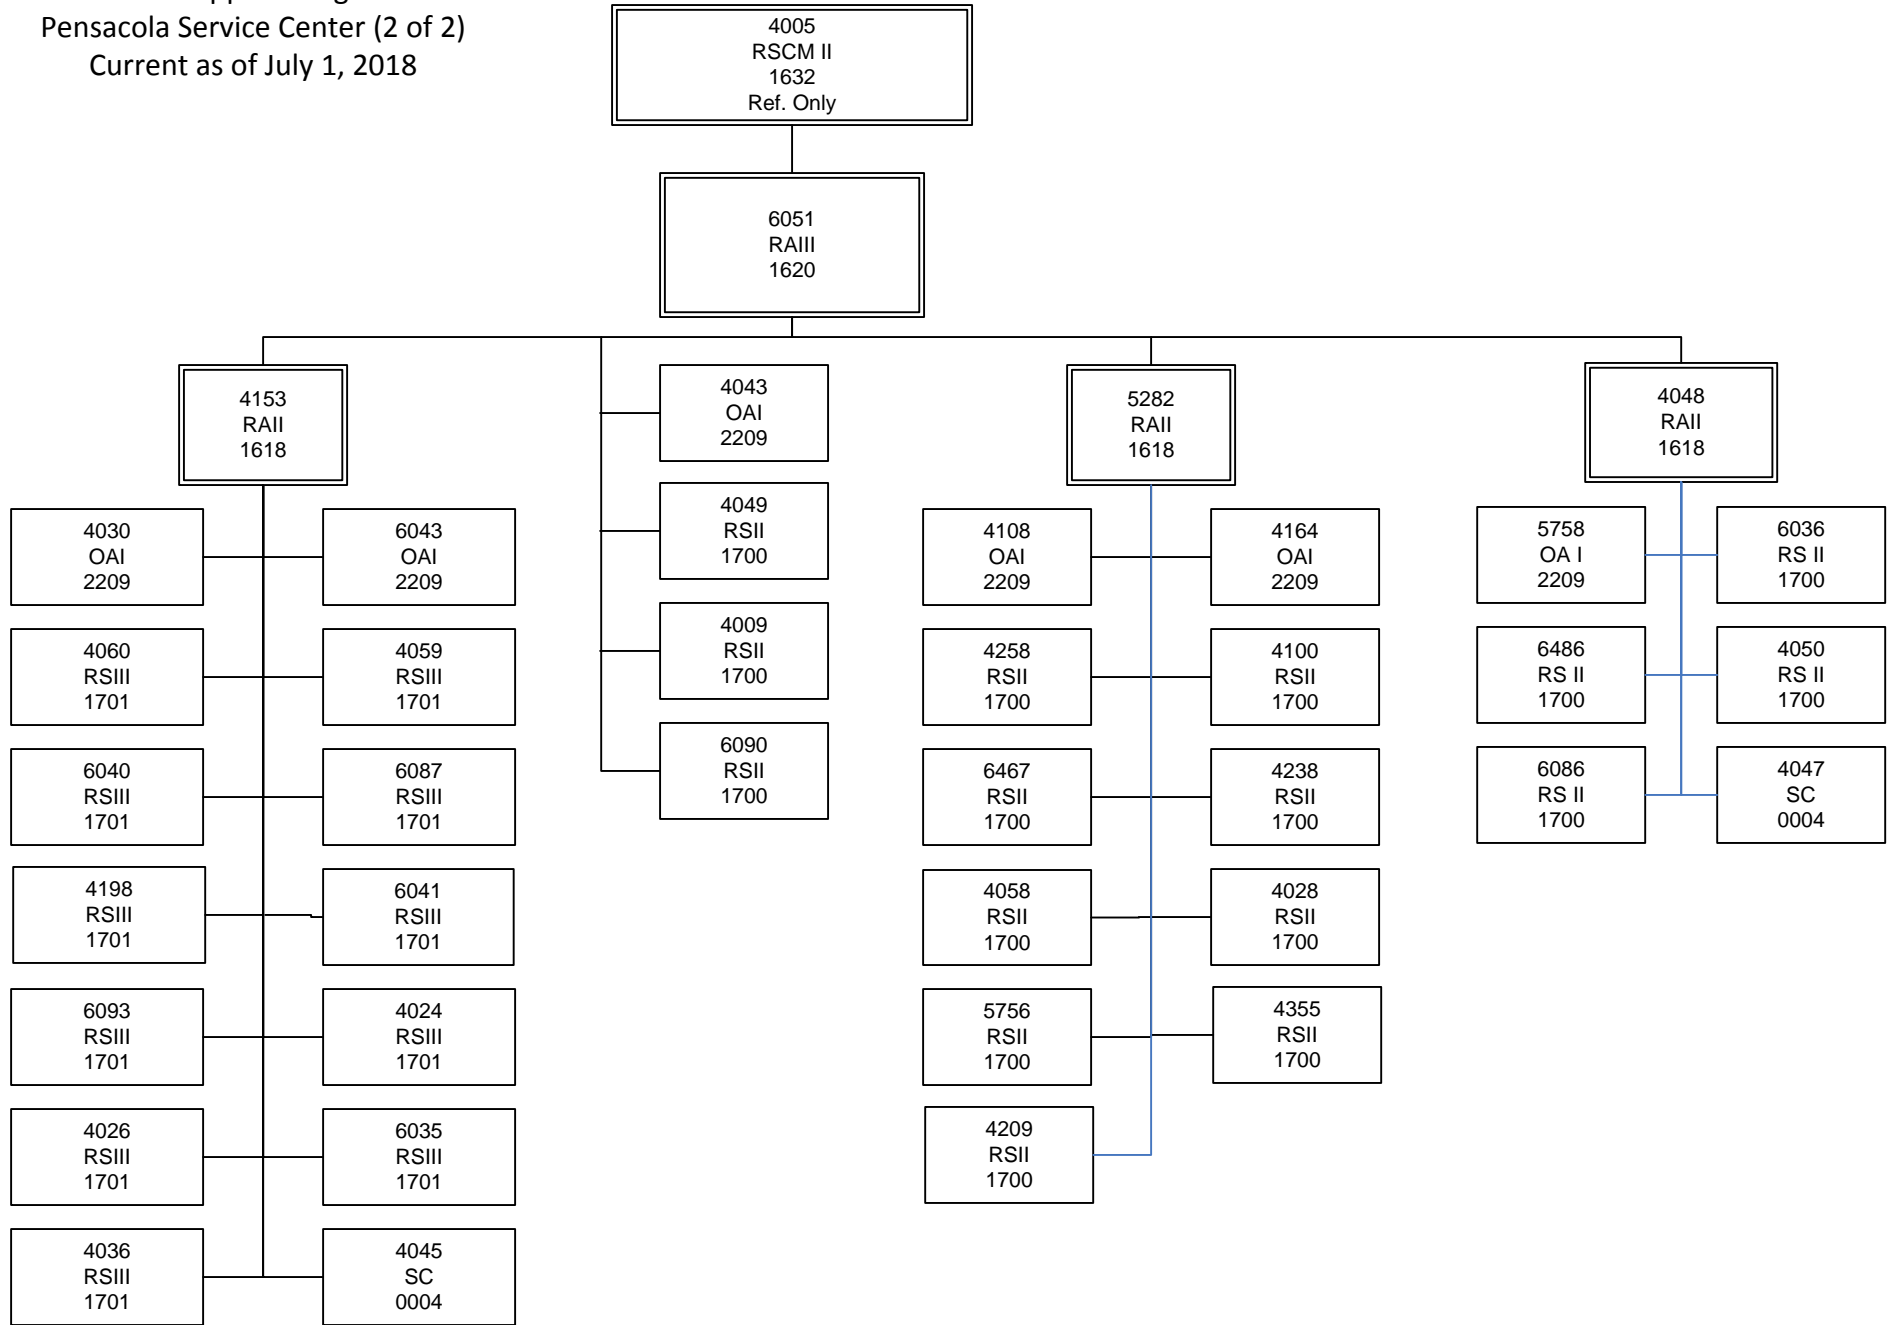 Pensacola Service Center (2 of 2)
Current as of July 1, 2018
4005
RSCM II
1632
Ref. Only
6051
RAIII
1620
4153
RAII
1618
4030
OAI
2209
6043
OAI
2209
4060
RSIII
1701
4059
RSIII
1701
6040
RSIII
1701
6087
RSIII
1701
4198
RSIII
1701
6041
RSIII
1701
6093
RSIII
1701
4024
RSIII
1701
4026
RSIII
1701
6035
RSIII
1701
4036
RSIII
1701
4045
SC
0004
4043
OAI
2209
4049
RSII
1700
4009
RSII
1700
6090
RSII
1700
5282
RAII
1618
4108
OAI
2209
4164
OAI
2209
4258
RSII
1700
4100
RSII
1700
6467
RSII
1700
4238
RSII
1700
4058
RSII
1700
4028
RSII
1700
5756
RSII
1700
4355
RSII
1700
4209
RSII
1700
4048
RAII
1618
5758
OA I
2209
6036
RS II
1700
6486
RS II
1700
4050
RS II
1700
6086
RS II
1700
4047
SC
0004